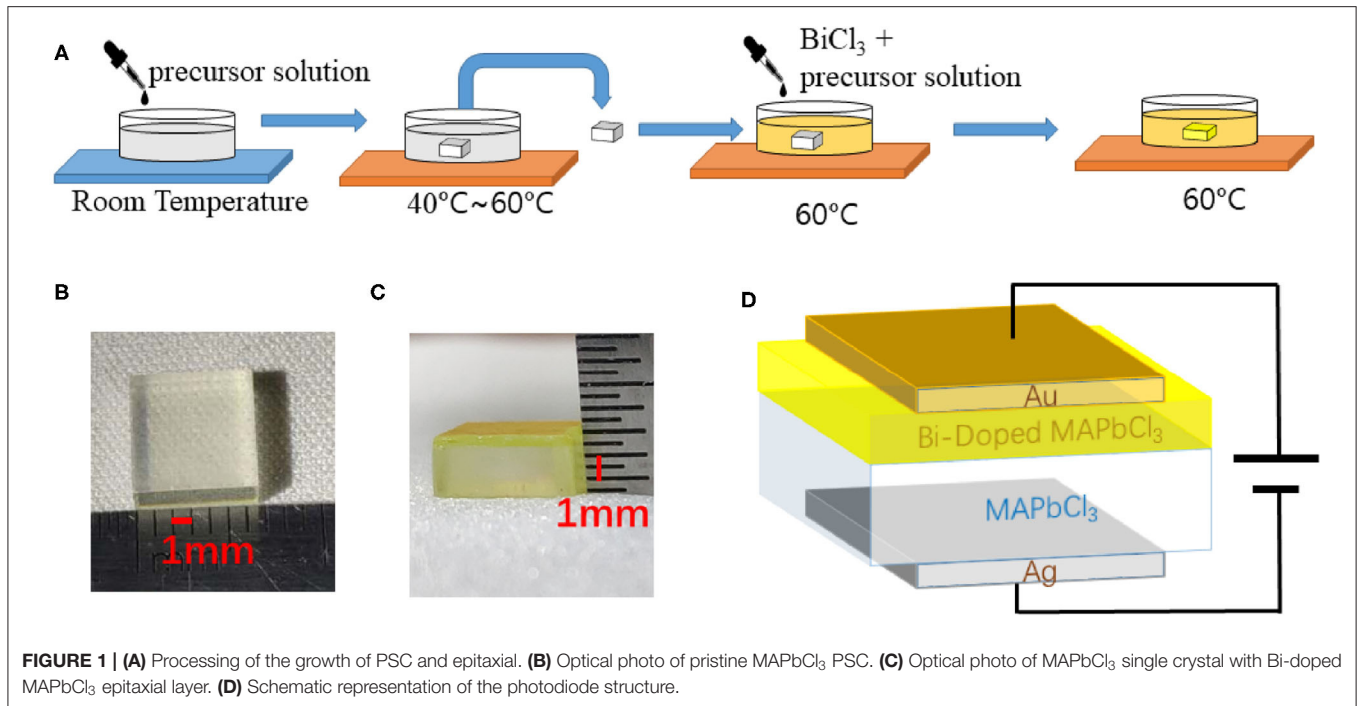 A
precursor solution
BiCl3 +
precursor solution
Room Temperature
40°C~60°C
60°C
60°C
B
1mm
C
1mm
D
Au
Bi-Doped MAPbCl3
MAPbCl3
Ag
FIGURE 1 | (A) Processing of the growth of PSC and epitaxial. (B) Optical photo of pristine MAPbCl3 PSC. (C) Optical photo of MAPbCl3 single crystal with Bi-doped
MAPbCl3 epitaxial layer. (D) Schematic representation of the photodiode structure.